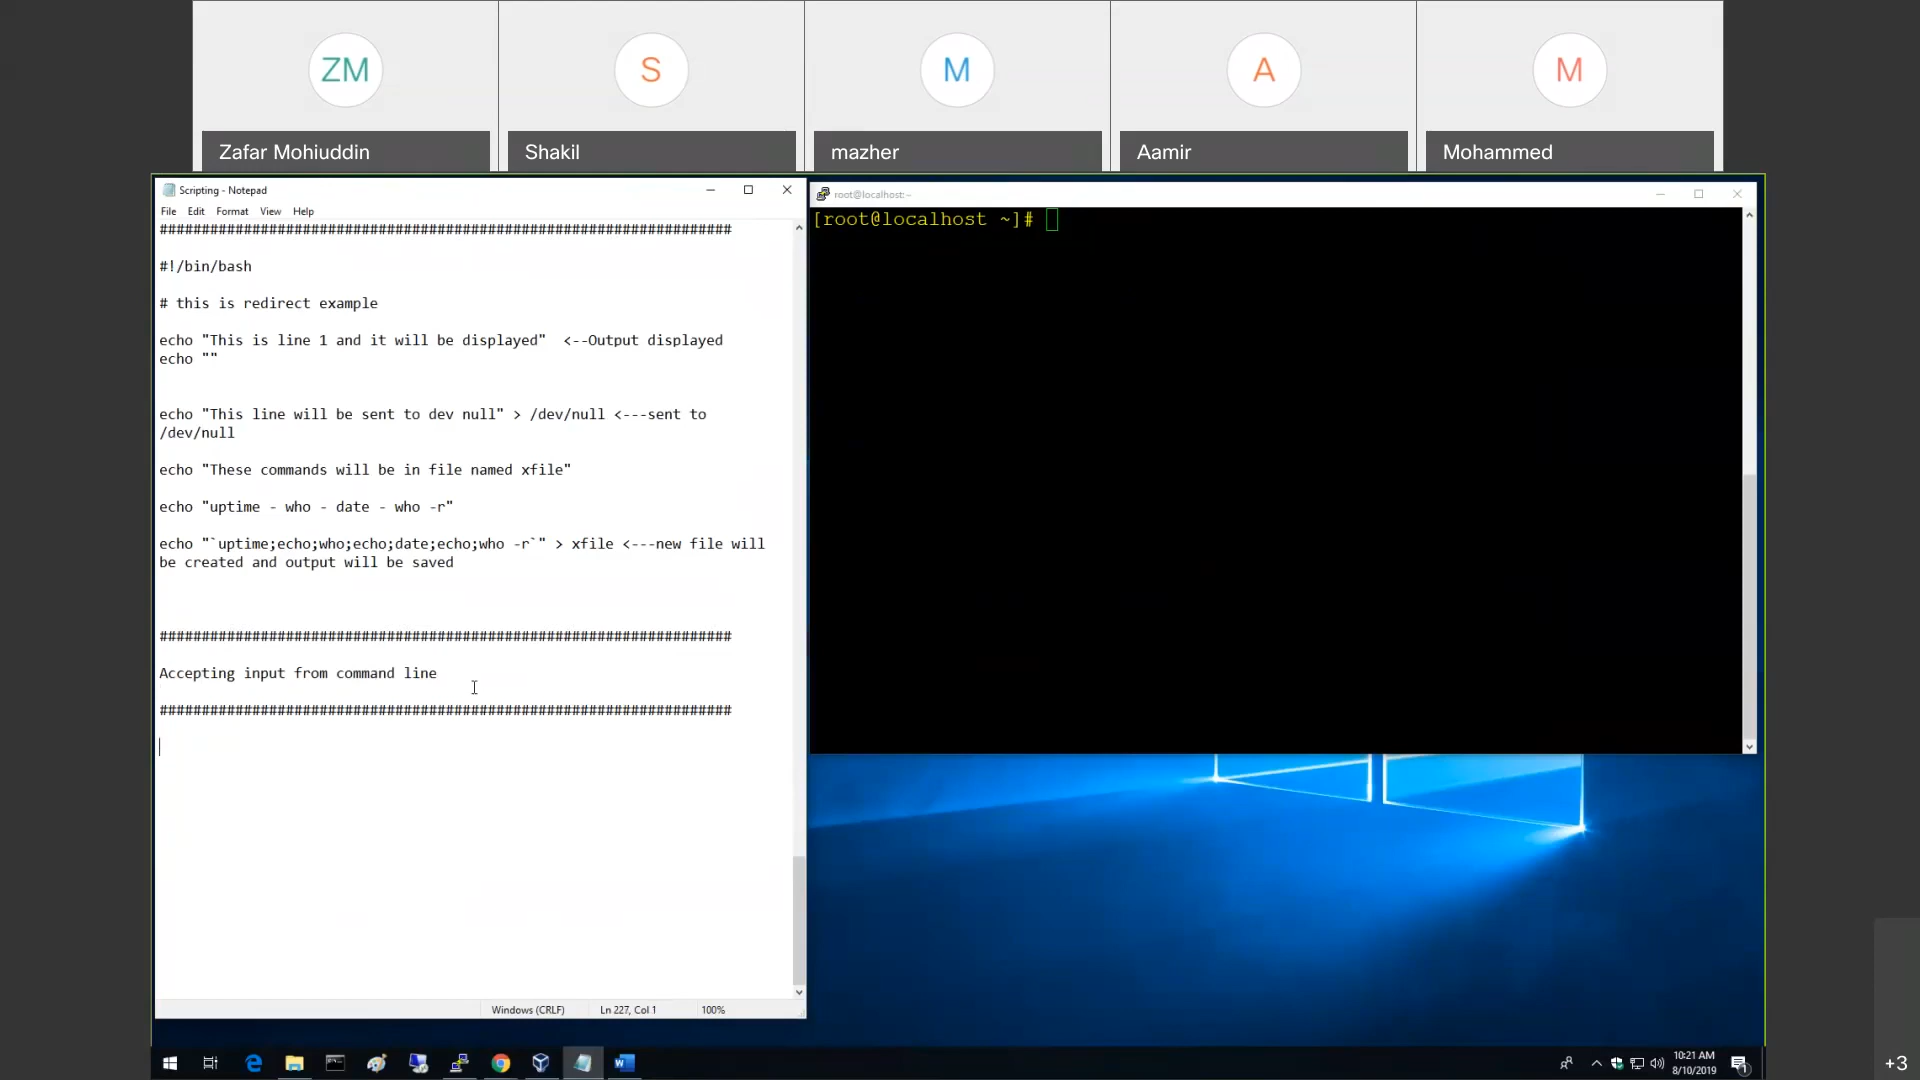 ZM
S
M
A
M
Zafar Mohiuddin
Shakil
mazher
Aamir
Mohammed
Scripting - Notepad
File Edit Format View Help
####################################################################
#!/bin/bash
# this is redirect example
echo "This is line 1 and it will be displayed"  <--Output displayed
echo ""
echo "This line will be sent to dev null" > /dev/null <---sent to
/dev/null
echo "These commands will be in file named xfile"
echo "uptime - who - date - who -r"
echo "`uptime;echo;who;echo;date;echo;who -r`" > xfile <---new file will
be created and output will be saved
####################################################################
Accepting input from command line
####################################################################
Windows (CRLF) Ln 227, Col 1 100%
root@localhost:~
[root@localhost ~]#
10:21 AM
8/10/2019
1
+3